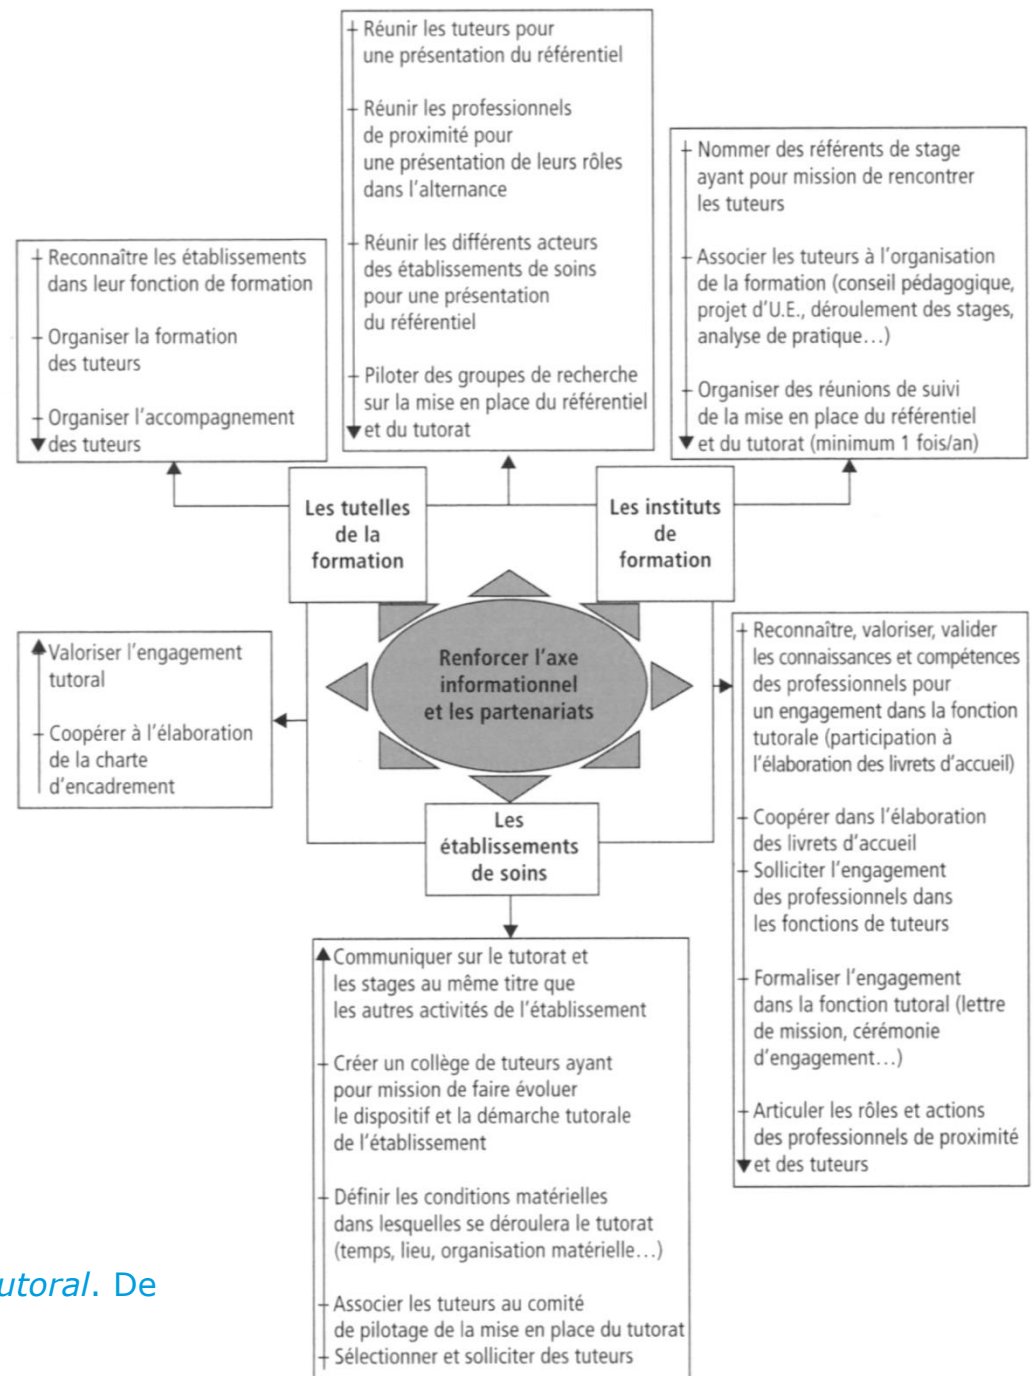 Réunir les tuteurs pour
une présentation du référentiel
Réunir les professionnels
de proximité pour
une présentation de leurs rôles
dans l'alternance
Réunir les différents acteurs
des établissements de soins
pour une présentation
du référentiel
Piloter des groupes de recherche
sur la mise en place du référentiel
et du tutorat
Nommer des référents de stage
ayant pour mission de rencontrer
les tuteurs
Associer les tuteurs à l'organisation
de la formation (conseil pédagogique,
projet d'U.E., déroulement des stages,
analyse de pratique…)
Organiser des réunions de suivi
de la mise en place du référentiel
et du tutorat (minimum 1 fois/an)
Reconnaître les établissements
dans leur fonction de formation
Organiser la formation
des tuteurs
Organiser l'accompagnement
des tuteurs
Les tutelles
de la
formation
Les instituts
de
formation
Renforcer l'axe
informationnel
et les partenariats
Valoriser l'engagement
tutoral
Coopérer à l'élaboration
de la charte
d'encadrement
Reconnaître, valoriser, valider
les connaissances et compétences
des professionnels pour
un engagement dans la fonction
tutorale (participation à
l'élaboration des livrets d'accueil)
Coopérer dans l'élaboration
des livrets d'accueil
Solliciter l'engagement
des professionnels dans
les fonctions de tuteurs
Formaliser l'engagement
dans la fonction tutoral (lettre
de mission, cérémonie
d'engagement…)
Articuler les rôles et actions
des professionnels de proximité
et des tuteurs
Les
établissements
de soins
Communiquer sur le tutorat et
les stages au même titre que
les autres activités de l'établissement
Créer un collège de tuteurs ayant
pour mission de faire évoluer
le dispositif et la démarche tutorale
de l'établissement
Définir les conditions matérielles
dans lesquelles se déroulera le tutorat
(temps, lieu, organisation matérielle…)
Associer les tuteurs au comité
de pilotage de la mise en place du tutorat
Sélectionner et solliciter des tuteurs
utoral. De